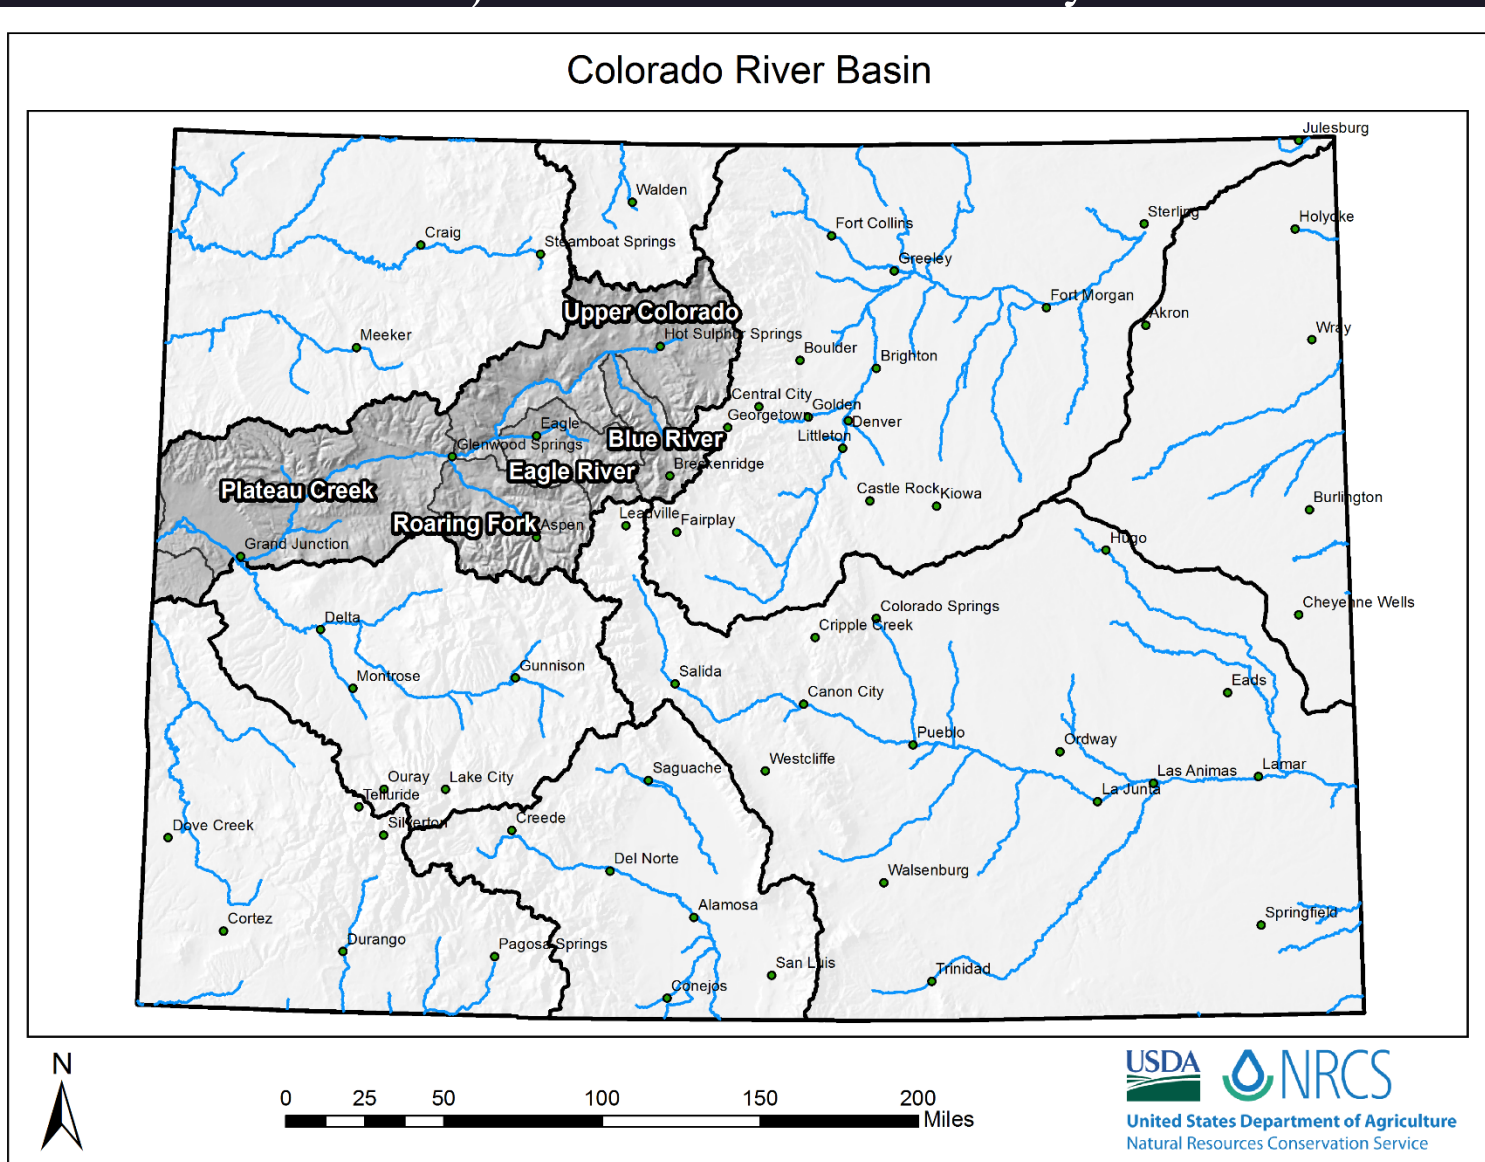 Colorado River Basin
Julesburg
Walden
Sterling
Holyoke
Fort Collins
Craig
Steamboat Springs
Greeley
Fort Morgan
Upper Colorado
Akron
Wray
Meeker
Hot Sulphur Springs
Boulder
Brighton
Central City
Golden
Georgetown
Denver
Eagle
Littleton
Blue River
Glenwood Springs
Eagle River
Breckenridge
Plateau Creek
Castle Rock
Kiowa
Burlington
Roaring Fork
Aspen
Leadville
Fairplay
Grand Junction
Hugo
Cheyenne Wells
Colorado Springs
Delta
Cripple Creek
Gunnison
Salida
Montrose
Eads
Canon City
Pueblo
Ordway
Westcliffe
Saguache
Lamar
Las Animas
Ouray
Lake City
La Junta
Telluride
Creede
Silverton
Dove Creek
Del Norte
Walsenburg
Alamosa
Springfield
Cortez
Durango
Pagosa Springs
San Luis
Trinidad
Conejos
N
0 25 50 100 150 200
Miles
USDA NRCS
United States Department of Agriculture
Natural Resources Conservation Service